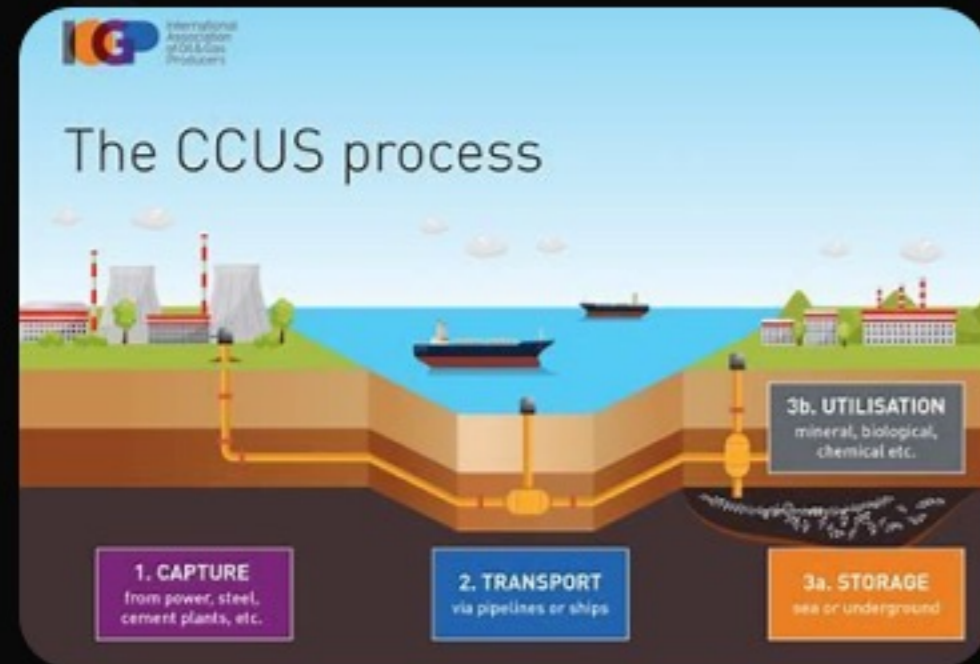 IOGP
International
Association
of Oil & Gas
Producers
The CCUS process
3b. UTILISATION
mineral, biological,
chemical etc.
1. CAPTURE
from power, steel,
cement plants, etc.
2. TRANSPORT
via pipelines or ships
3a. STORAGE
sea or underground